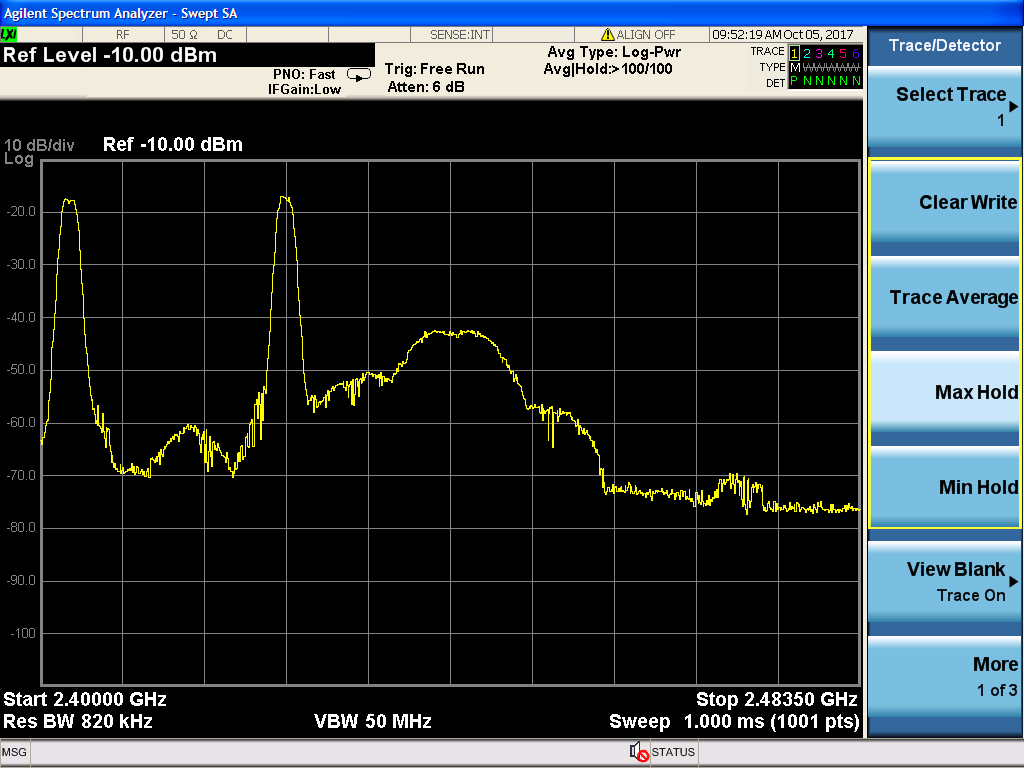 Agilent Spectrum Analyzer - Swept SA
LXI RF 50 Ω DC SENSE:INT ALIGN OFF 09:52:19 AM Oct 05, 2017
Ref Level -10.00 dBm
PNO: Fast
IFGain:Low
Trig: Free Run
Atten: 6 dB
Avg Type: Log-Pwr
Avg|Hold:>100/100
TRACE 1 2 3 4 5 6
TYPE M W W W W W
DET P N N N N N
10 dB/div
Log
Ref -10.00 dBm
-20.0
-30.0
-40.0
-50.0
-60.0
-70.0
-80.0
-90.0
-100
Start 2.40000 GHz
Stop 2.48350 GHz
Res BW 820 kHz
VBW 50 MHz
Sweep 1.000 ms (1001 pts)
MSG
STATUS
Trace/Detector
Select Trace
1
Clear Write
Trace Average
Max Hold
Min Hold
View Blank
Trace On
More
1 of 3